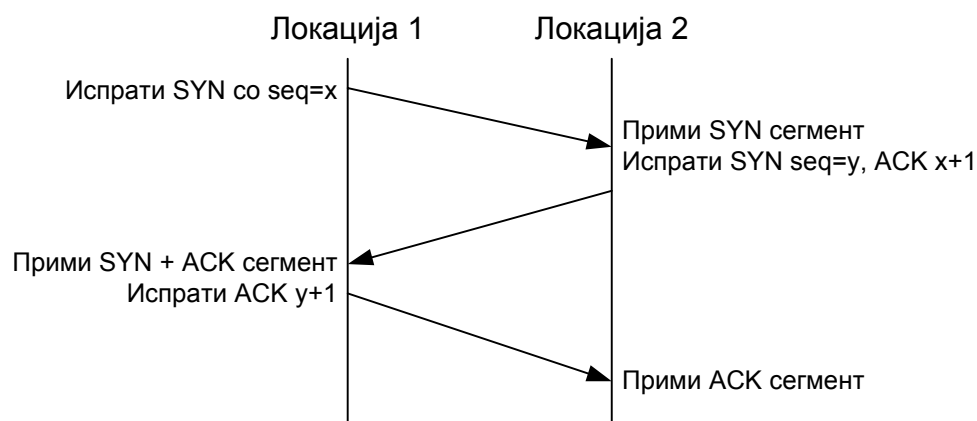 Локација 1
Локација 2
Испрати SYN со seq=x
Прими SYN сегмент
Испрати SYN seq=y, ACK x+1
Прими SYN + ACK сегмент
Испрати ACK y+1
Прими ACK сегмент